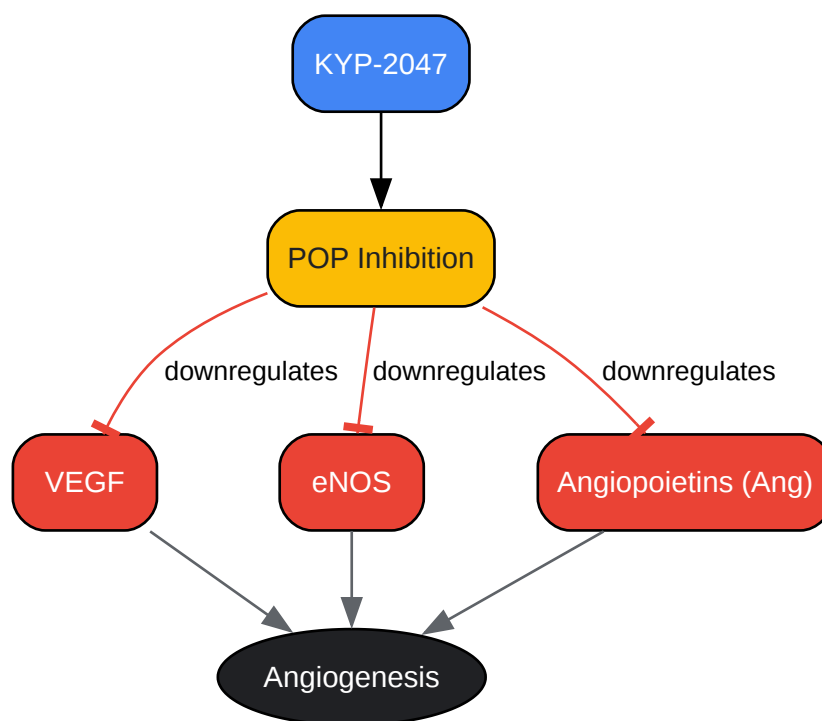 KYP-2047
POP Inhibition
downregulates
downregulates
downregulates
VEGF
eNOS
Angiopoietins (Ang)
Angiogenesis